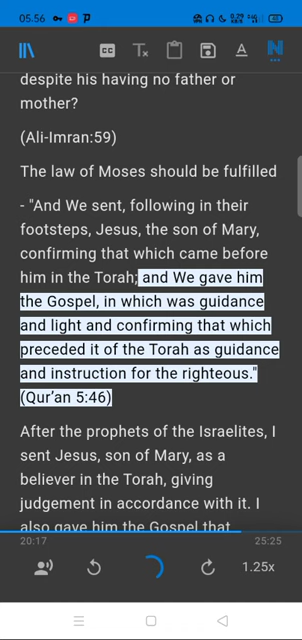 05.56
0.29
KB/S
40
CC
despite his having no father or
mother?
(Ali-Imran:59)
The law of Moses should be fulfilled
- "And We sent, following in their
footsteps, Jesus, the son of Mary,
confirming that which came before
him in the Torah; and We gave him
the Gospel, in which was guidance
and light and confirming that which
preceded it of the Torah as guidance
and instruction for the righteous."
(Qur’an 5:46)
After the prophets of the Israelites, I
sent Jesus, son of Mary, as a
believer in the Torah, giving
judgement in accordance with it. I
also gave him the Gospel that
20:17
25:25
1.25x